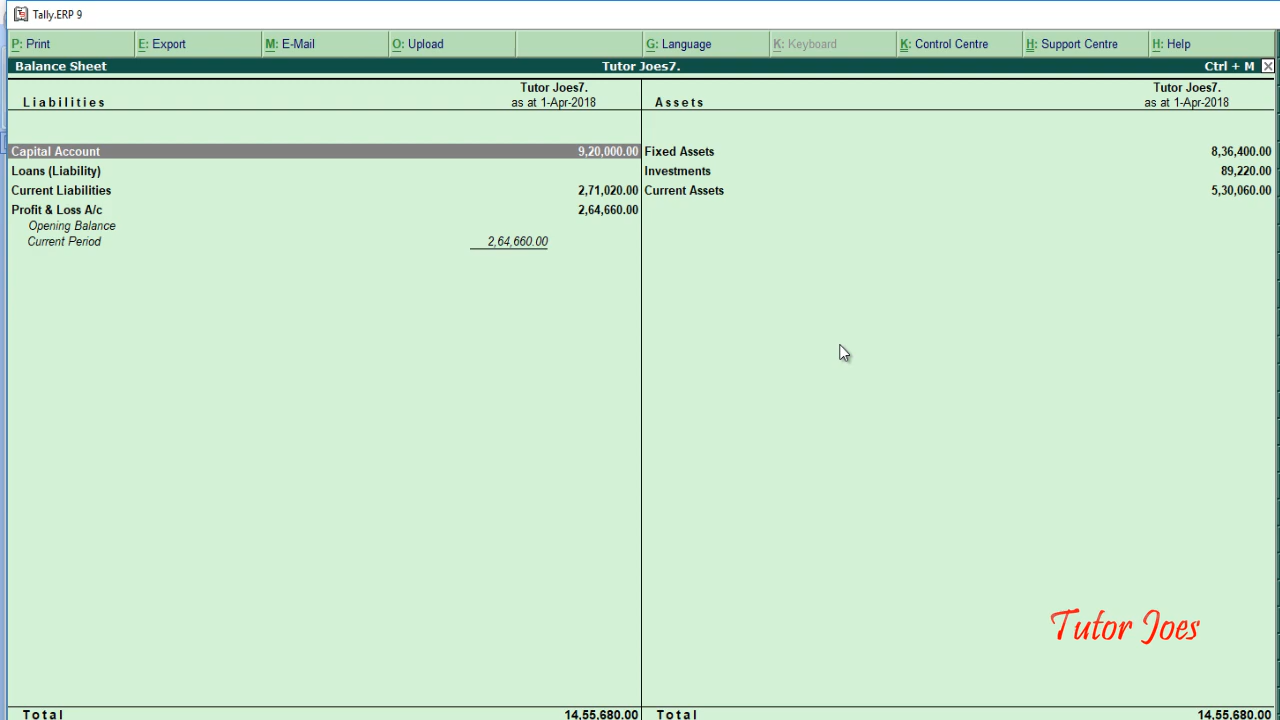 Tally.ERP 9
P: Print E: Export M: E-Mail O: Upload G: Language K: Keyboard K: Control Centre H: Support Centre H: Help
Balance Sheet Tutor Joes7. Ctrl + M
Liabilities Tutor Joes7. as at 1-Apr-2018 Assets Tutor Joes7. as at 1-Apr-2018
Capital Account 9,20,000.00 Fixed Assets 8,36,400.00
Loans (Liability) Investments 89,220.00
Current Liabilities 2,71,020.00 Current Assets 5,30,060.00
Profit & Loss A/c 2,64,660.00
Opening Balance
Current Period 2,64,660.00
Tutor Joes
Total 14,55,680.00 Total 14,55,680.00